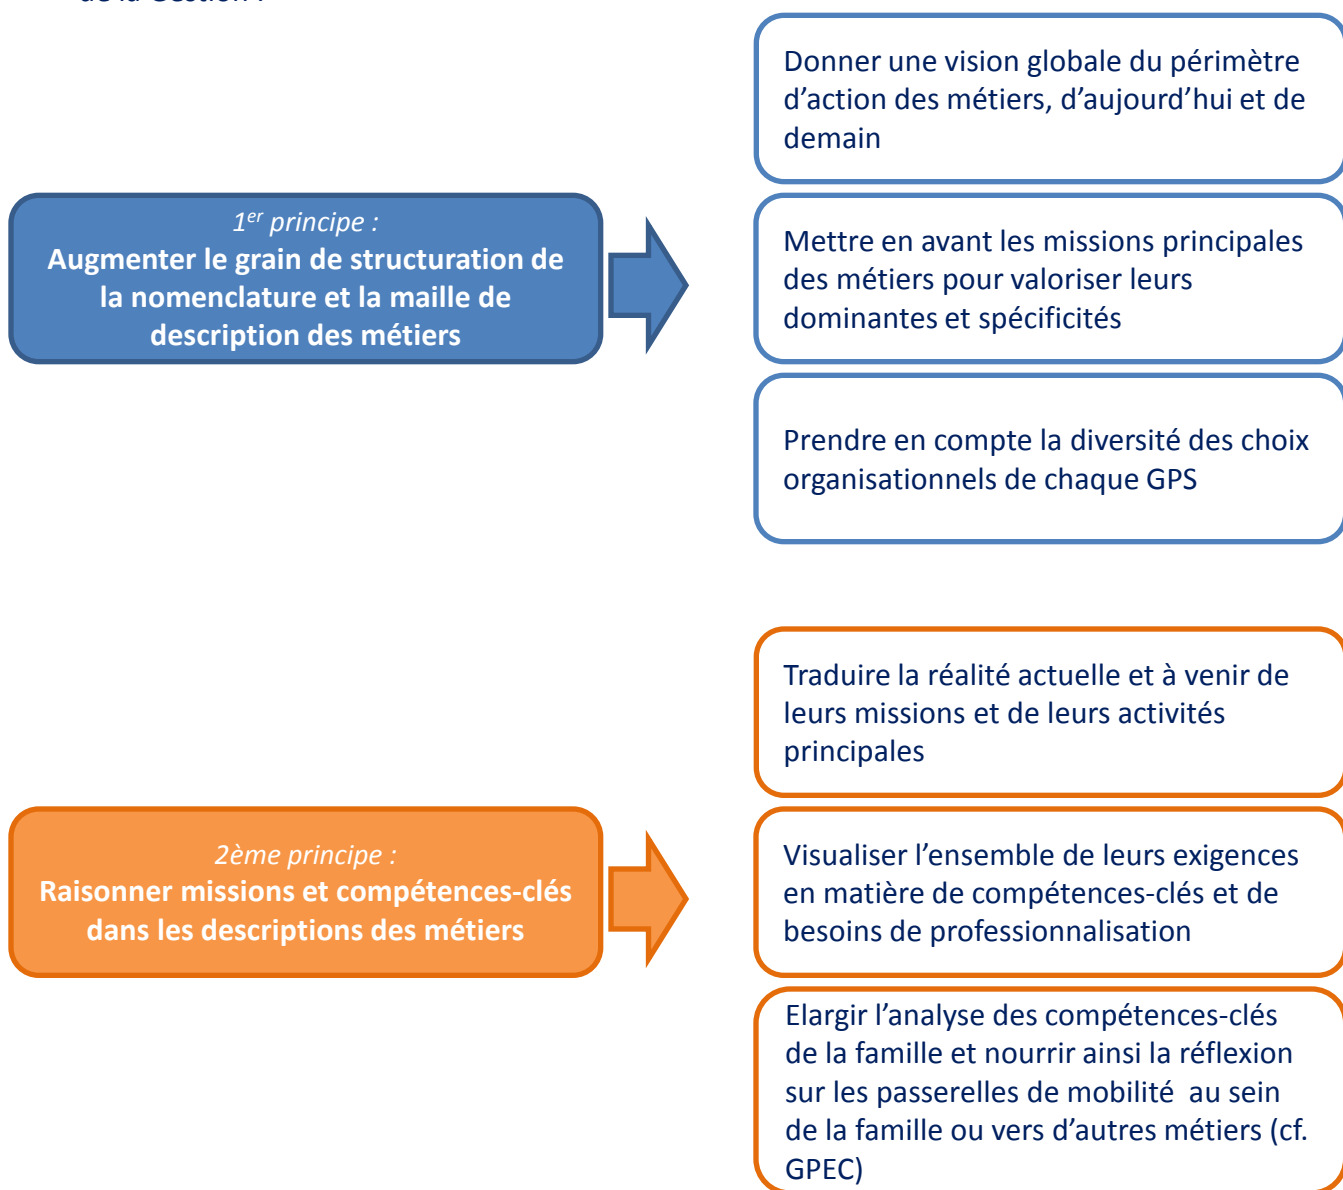 de la Gestion :
Donner une vision globale du périmètre
d’action des métiers, d’aujourd’hui et de
demain
1er principe :
Augmenter le grain de structuration de
la nomenclature et la maille de
description des métiers
Mettre en avant les missions principales
des métiers pour valoriser leurs
dominantes et spécificités
Prendre en compte la diversité des choix
organisationnels de chaque GPS
Traduire la réalité actuelle et à venir de
leurs missions et de leurs activités
principales
2ème principe :
Raisonner missions et compétences-clés
dans les descriptions des métiers
Visualiser l’ensemble de leurs exigences
en matière de compétences-clés et de
besoins de professionnalisation
Elargir l’analyse des compétences-clés
de la famille et nourrir ainsi la réflexion
sur les passerelles de mobilité au sein
de la famille ou vers d’autres métiers (cf.
GPEC)